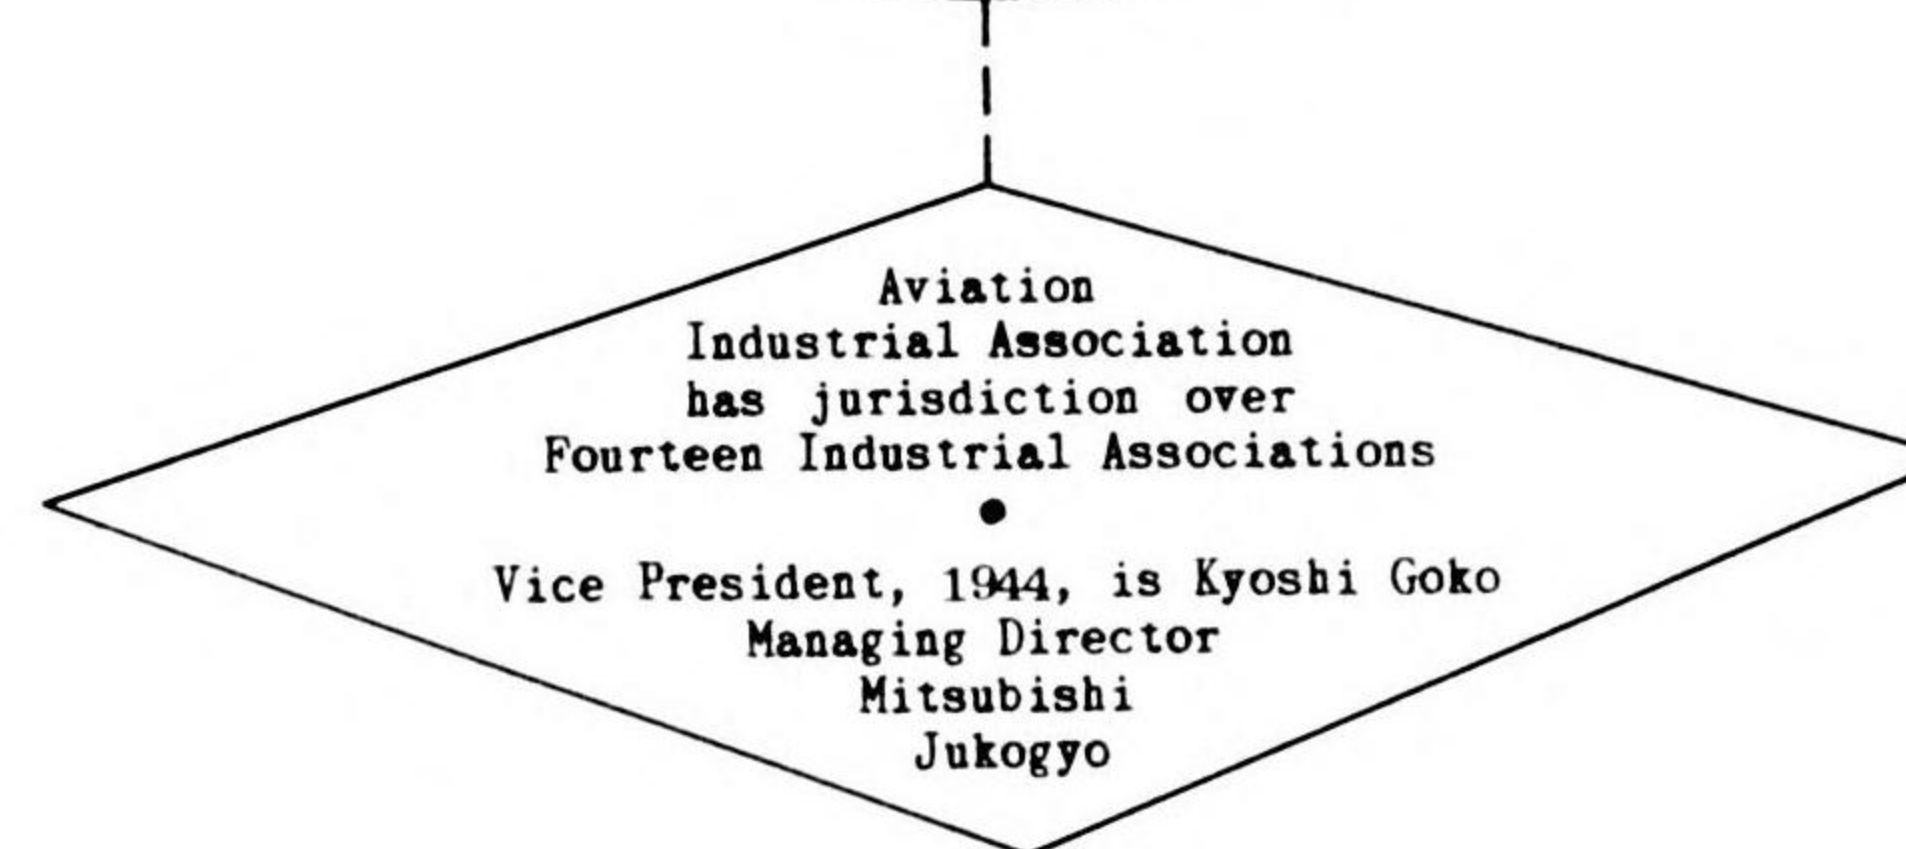 Aviation
Industrial Association
has jurisdiction over
Fourteen Industrial Associations
Vice President, 1944, is Kyoshi Goko
Managing Director
Mitsubishi
Jukogyo